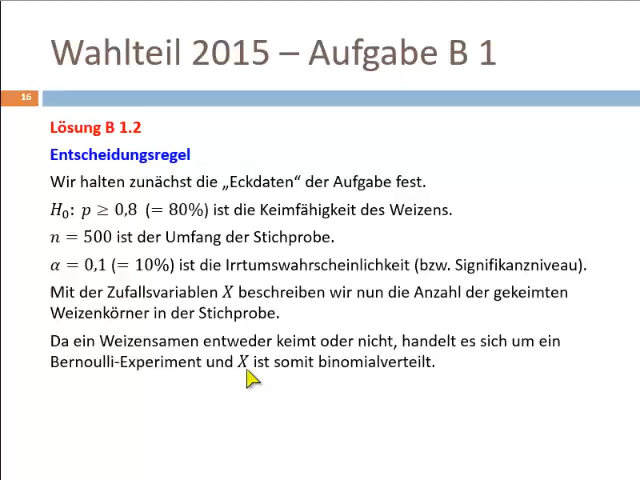 Wahlteil 2015 – Aufgabe B 1
16
Lösung B 1.2
Entscheidungsregel
Wir halten zunächst die „Eckdaten“ der Aufgabe fest.
H₀: p ≥ 0,8 (= 80%) ist die Keimfähigkeit des Weizens.
n = 500 ist der Umfang der Stichprobe.
α = 0,1 (= 10%) ist die Irrtumswahrscheinlichkeit (bzw. Signifikanzniveau).
Mit der Zufallsvariablen X beschreiben wir nun die Anzahl der gekeimten
Weizenkörner in der Stichprobe.
Da ein Weizensamen entweder keimt oder nicht, handelt es sich um ein
Bernoulli-Experiment und X ist somit binomialverteilt.